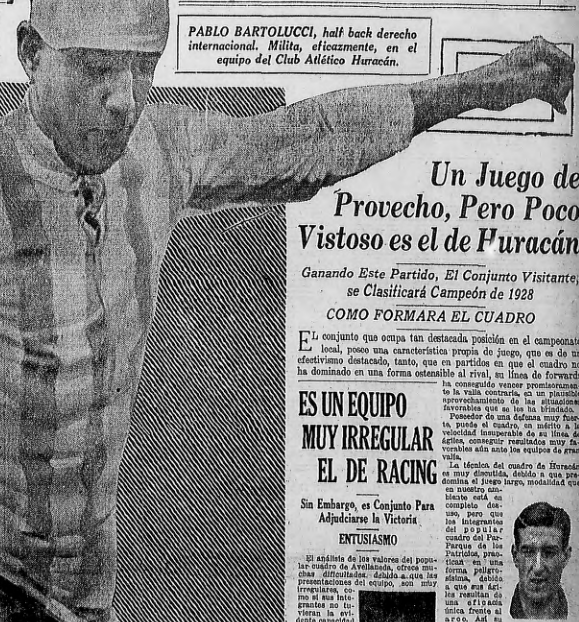 PABLO BARTOLUCCI, half back derecho
internacional. Milita, eficazmente, en el
equipo del Club Atlético Huracán.
Un Juego de
Provecho, Pero Poco
Vistoso es el de Huracán
Ganando Este Partido, El Conjunto Visitante,
se Clasificará Campeón de 1928
COMO FORMARA EL CUADRO
EL conjunto que ocupa tan destacada posición en el campeonato
local, posee una característica propia de juego, que es de un
efectivismo destacado, tanto, que en partidos en que el cuadro no
ha dominado en una forma ostensible al rival, su línea de forwards
ha conseguido vencer
te la valla contraria, en un plausible
aprovechamiento de las situaciones
favorables que se les ha brindado.
Poseedor de una defensa muy fuer-
te, puede el cuadro, en mérito a la
velocidad insuperable de su línea de
ágiles, conseguir resultados muy fa-
vorables aún ante los equipos de gran
valía.
La técnica del cuadro de Huracán
es muy discutida, debido a que pre-
domina el juego largo, modalidad que
en nuestro am-
biente está en
completo des-
uso, pero que
los integrantes
del popular
cuadro del Par-
Parque de los
Patricios, prac-
tican en una
forma peligro-
sísima, debido
a que sus ági-
les resultan de
una eficacia
única frente al
arco. Así su
ES UN EQUIPO
MUY IRREGULAR
EL DE RACING
Sin Embargo, es Conjunto Para
Adjudicarse la Victoria
ENTUSIASMO
El análisis de los valores del popu-
lar cuadro de Avellaneda, ofrece mu-
chas dificultades, debido a que las
presentaciones del equipo, son muy
irregulares, co-
mo si sus inte-
grantes no tu-
vieran la evi-
dente capacidad